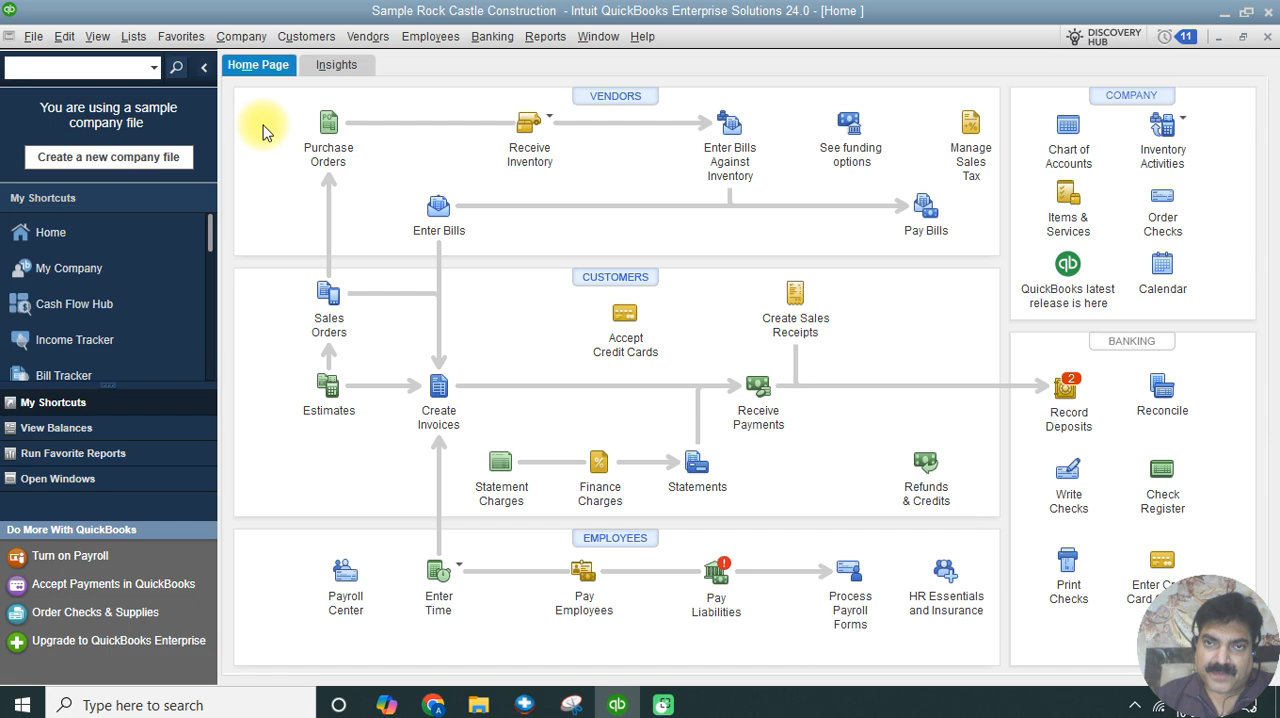 Sample Rock Castle Construction - Intuit QuickBooks Enterprise Solutions 24.0 - [Home ]
File Edit View Lists Favorites Company Customers Vendors Employees Banking Reports Window Help
DISCOVERY
HUB
11
Home Page Insights
You are using a sample
company file
Create a new company file
My Shortcuts
Home
My Company
Cash Flow Hub
Income Tracker
Bill Tracker
My Shortcuts
View Balances
Run Favorite Reports
Open Windows
Do More With QuickBooks
Turn on Payroll
Accept Payments in QuickBooks
Order Checks & Supplies
Upgrade to QuickBooks Enterprise
VENDORS
Purchase
Orders
Receive
Inventory
Enter Bills
Against
Inventory
See funding
options
Manage
Sales
Tax
Enter Bills
Pay Bills
CUSTOMERS
Sales
Orders
Accept
Credit Cards
Create Sales
Receipts
Estimates
Create
Invoices
Receive
Payments
Statement
Charges
Finance
Charges
Statements
Refunds
& Credits
EMPLOYEES
Payroll
Center
Enter
Time
Pay
Employees
Pay
Liabilities
Process
Payroll
Forms
HR Essentials
and Insurance
COMPANY
Chart of
Accounts
Inventory
Activities
Items &
Services
Order
Checks
qb
QuickBooks latest
release is here
Calendar
BANKING
2
Record
Deposits
Reconcile
Write
Checks
Check
Register
Print
Checks
Enter
Type here to search